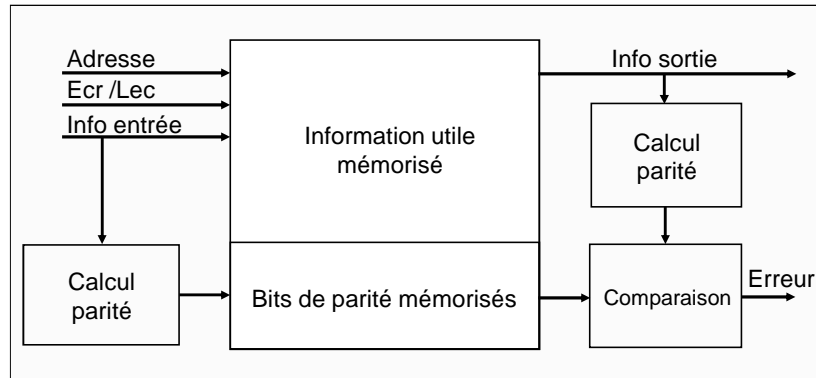 Adresse
Ecr /Lec
Info entrée
Information utile
mémorisé
Info sortie
Calcul
parité
Calcul
parité
Bits de parité mémorisés
Comparaison
Erreur